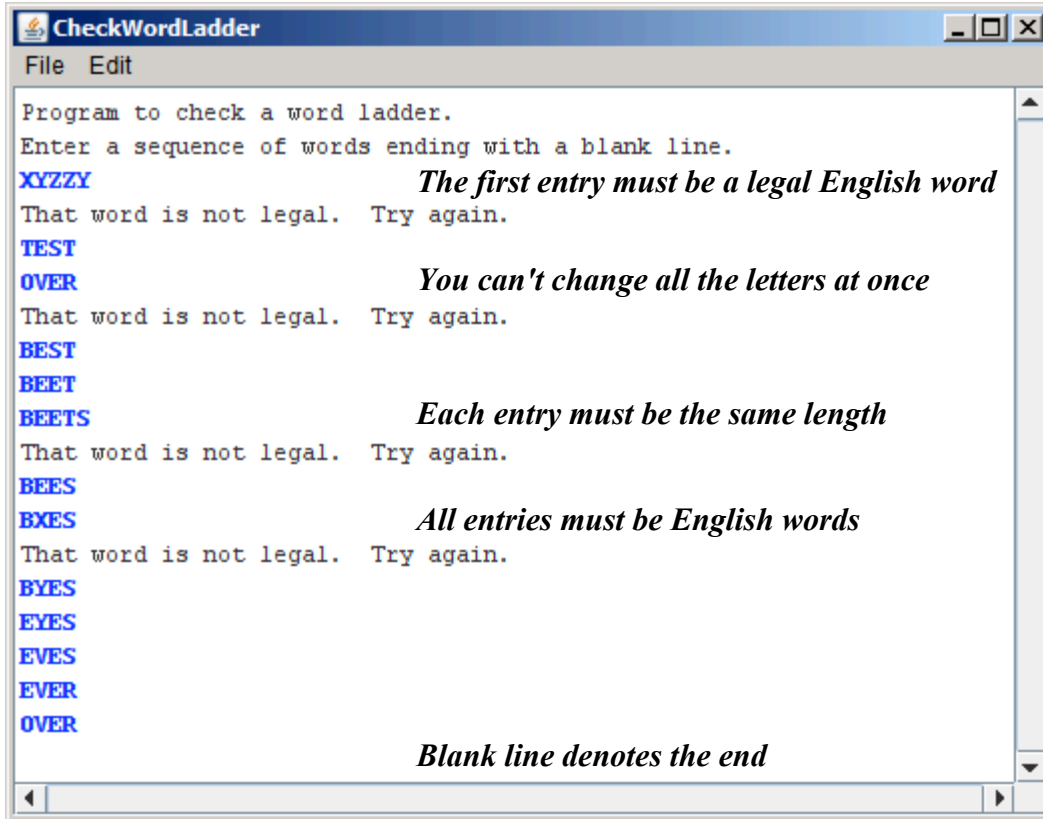 CheckWordLadder
File Edit
Program to check a word ladder.
Enter a sequence of words ending with a blank line.
XYZZY The first entry must be a legal English word
That word is not legal.  Try again.
TEST
OVER You can't change all the letters at once
That word is not legal.  Try again.
BEST
BEET
BEETS Each entry must be the same length
That word is not legal.  Try again.
BEES
BXES All entries must be English words
That word is not legal.  Try again.
BYES
EYES
EVES
EVER
OVER
Blank line denotes the end